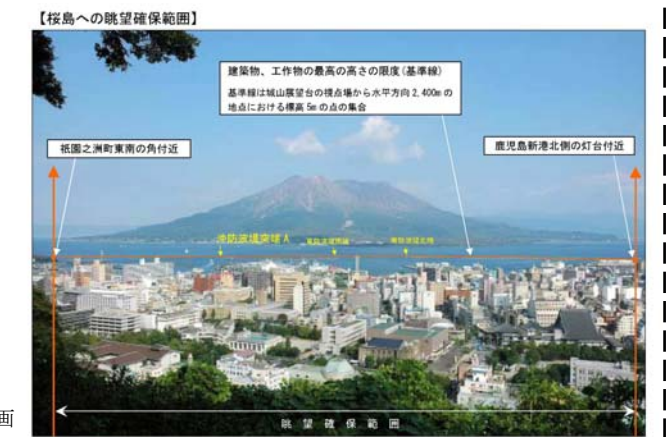 【桜島への眺望確保範囲】
建築物、工作物の最高の高さの限度(基準線)
基準線は城山展望台の視点場から水平方向2,400mの
地点における標高5mの点の集合
祇園之洲町東南の角付近
鹿児島新港北側の灯台付近
沖防波堤突端A
眺望確保範囲
画